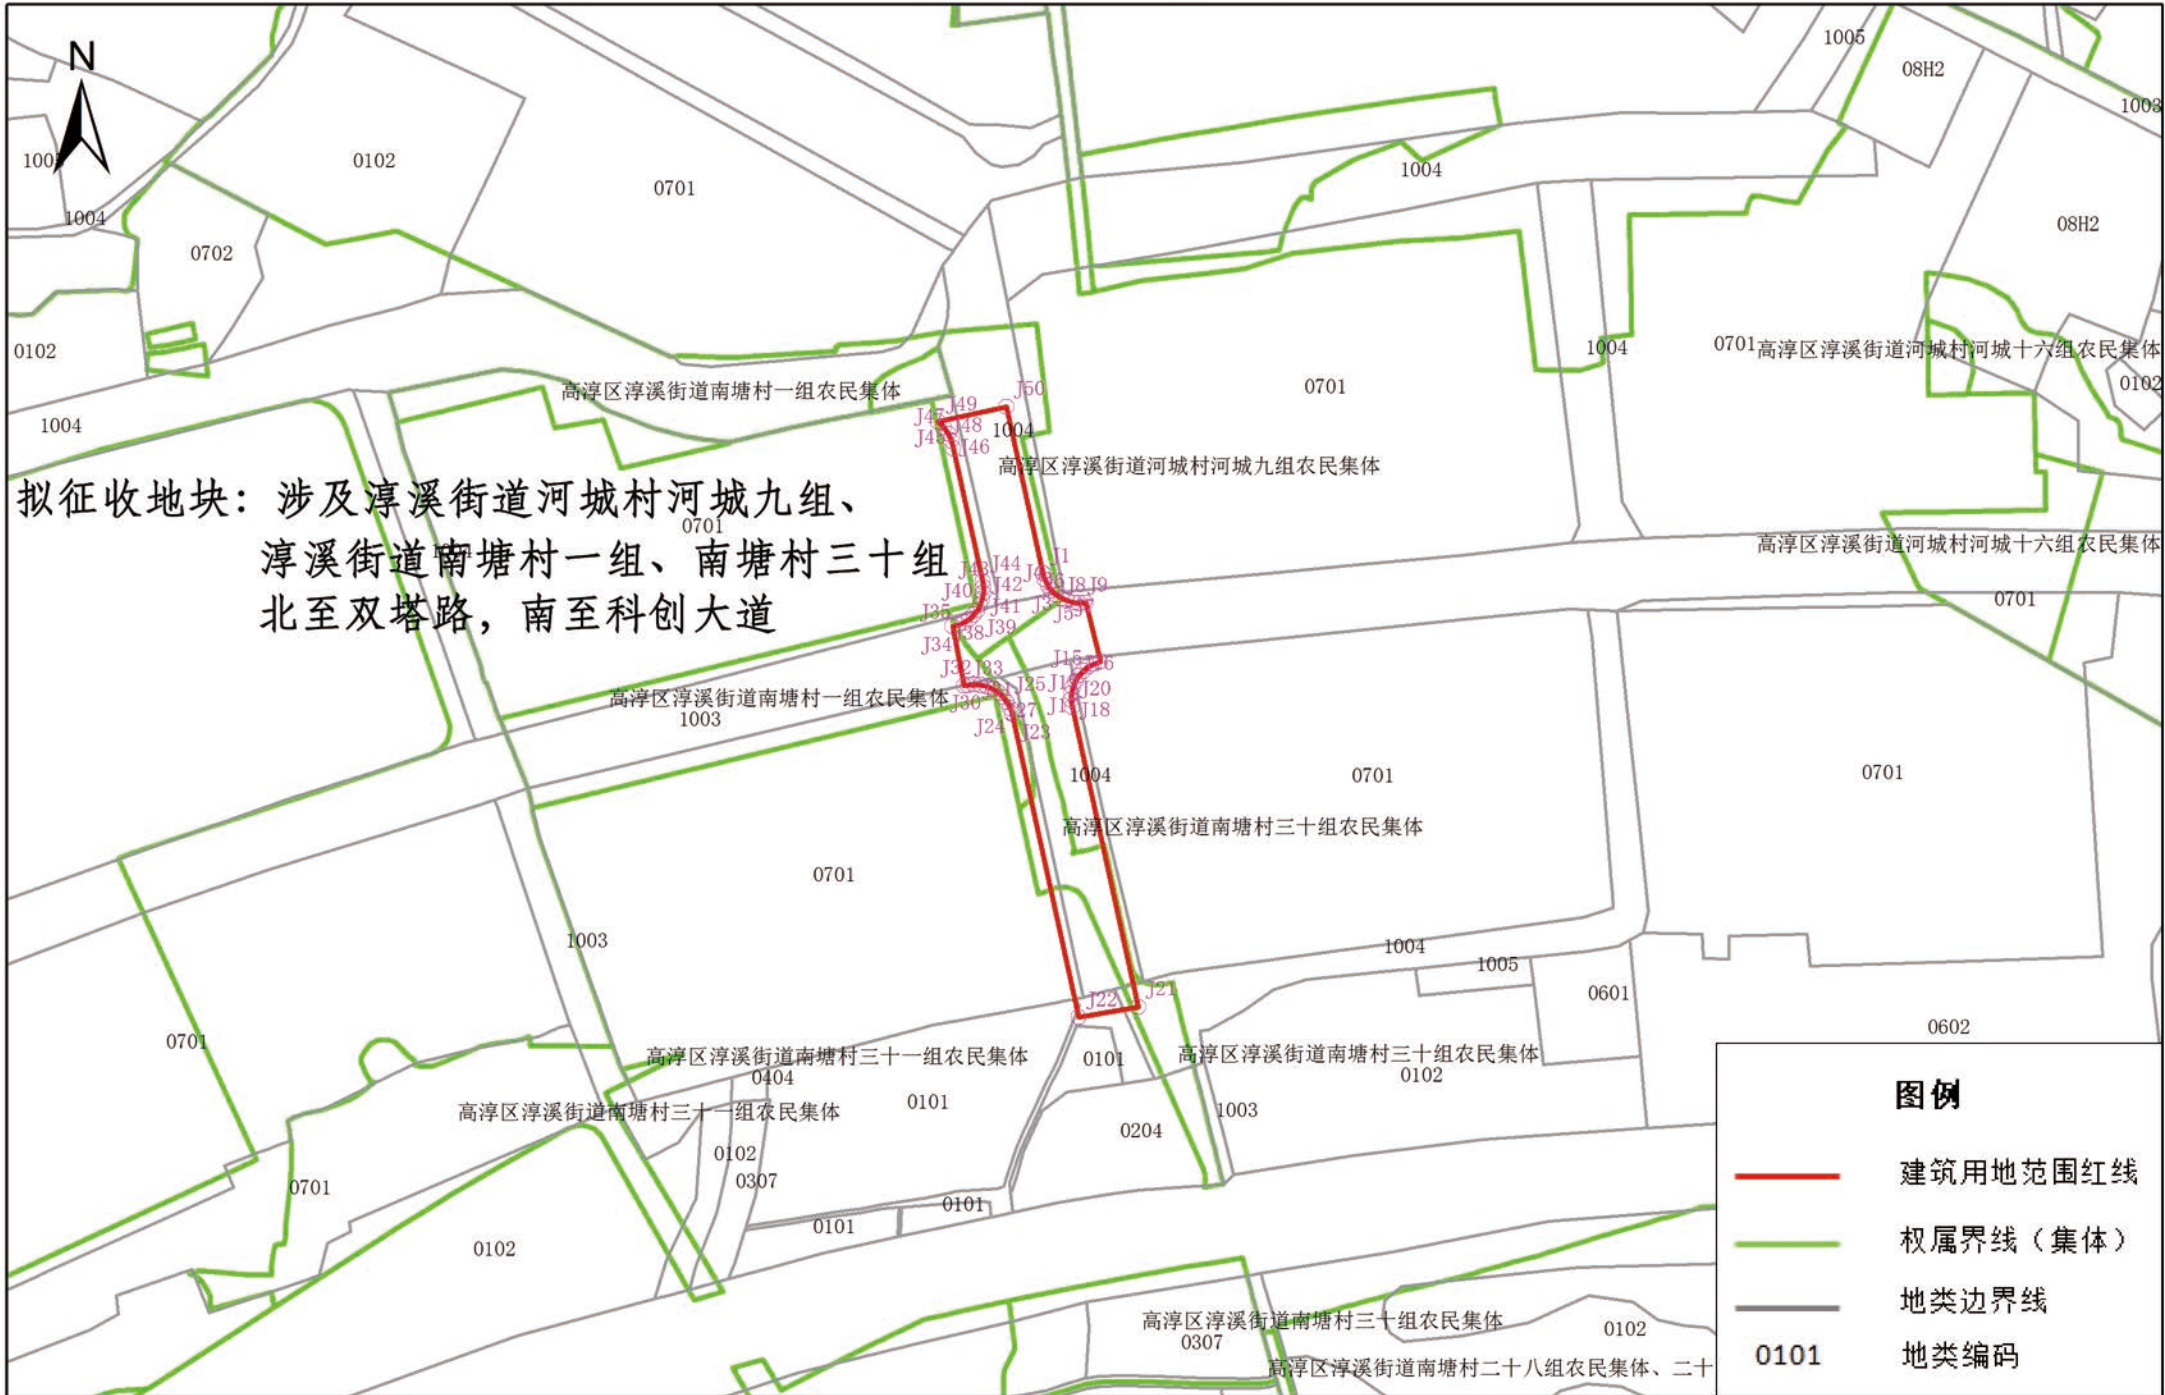 N
1005
08H2
1003
0102
0701
1004
1004
0702
08H2
0102
1004
0701
0701
高淳区淳溪街道河城村河城十六组农民集体
0102
高淳区淳溪街道南塘村一组农民集体
J50
J49
J47
J48
J45
J46
1004
1004
高淳区淳溪街道河城村河城九组农民集体
拟征收地块：涉及淳溪街道河城村河城九组、
0701
淳溪街道南塘村一组、南塘村三十组
高淳区淳溪街道河城村河城十六组农民集体
0701
北至双塔路，南至科创大道
J1
J44
J43
J42
J40
J41
J8
J9
J35
J39
J38
J34
J15
J32
J33
J25
J20
J18
J30
J27
J24
J23
高淳区淳溪街道南塘村一组农民集体
1003
1004
0701
0701
高淳区淳溪街道南塘村三十组农民集体
0701
1003
1004
1005
0601
J22
J21
0602
0701
高淳区淳溪街道南塘村三十一组农民集体
0101
高淳区淳溪街道南塘村三十组农民集体
0404
0102
0101
高淳区淳溪街道南塘村三十一组农民集体
1003
0204
0102
0307
0701
0101
0101
0102
高淳区淳溪街道南塘村三十组农民集体
0307
0102
高淳区淳溪街道南塘村二十八组农民集体、二十
图例
建筑用地范围红线
权属界线（集体）
地类边界线
0101 地类编码